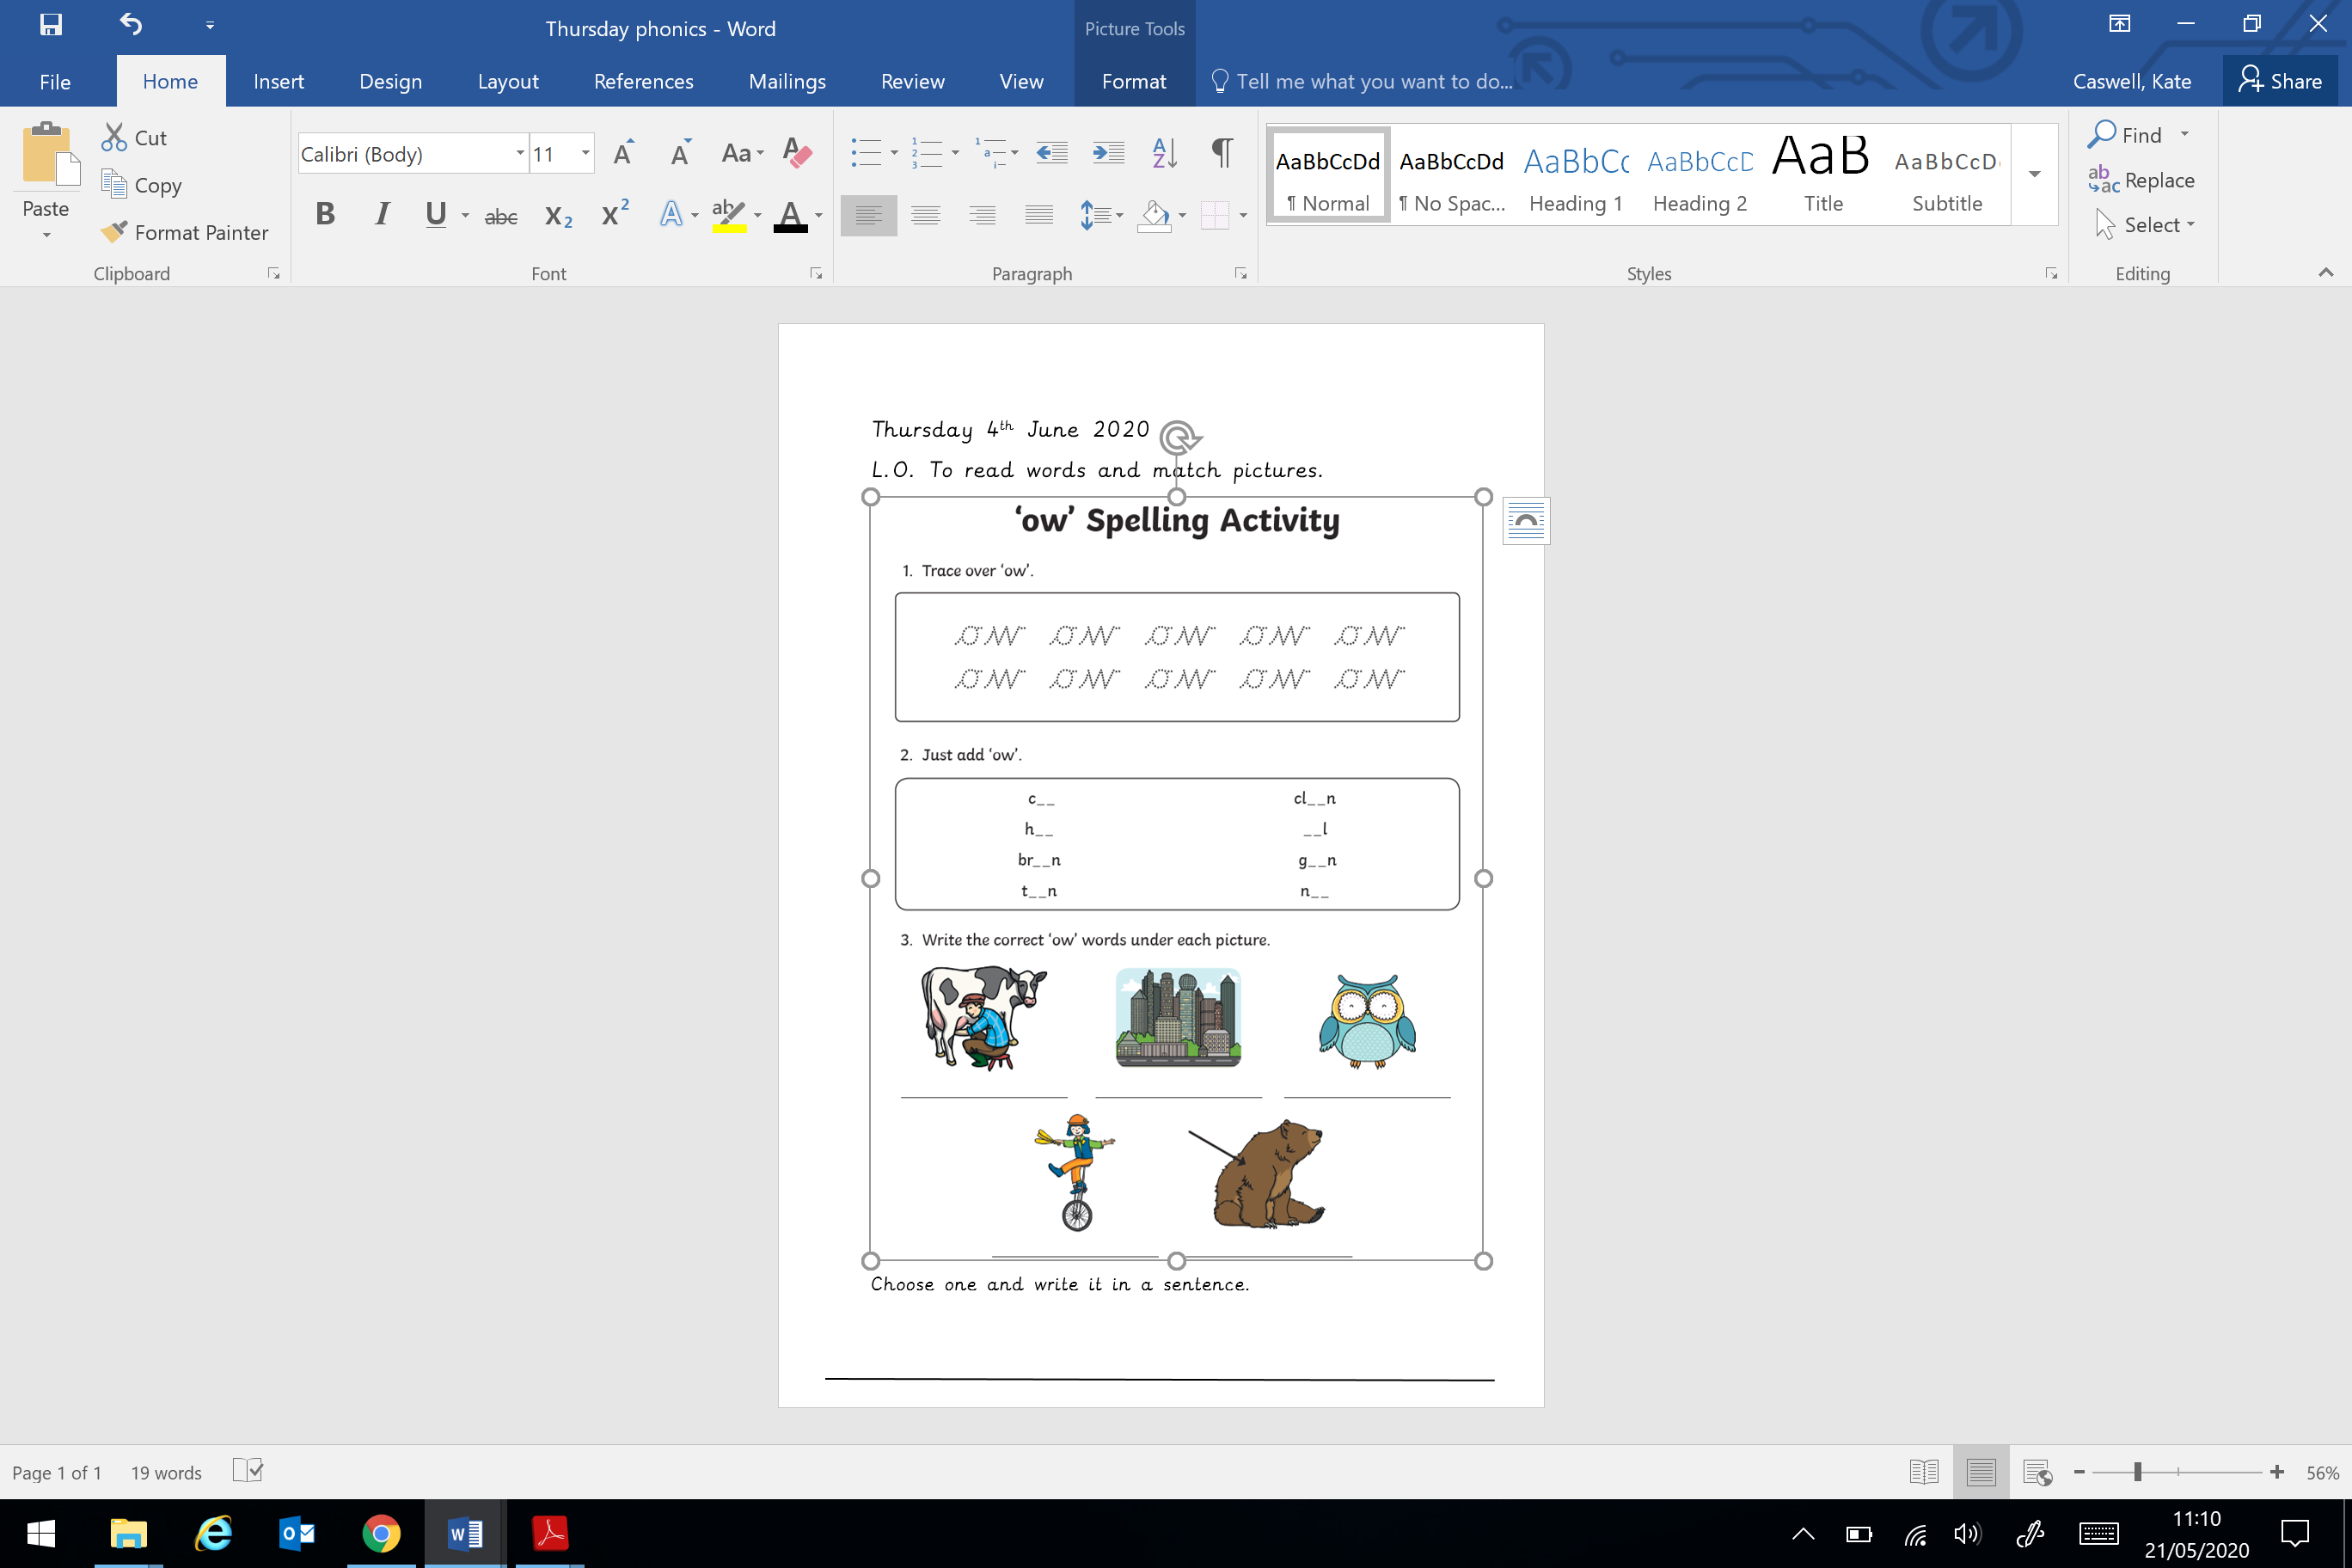 Thursday phonics - Word
Picture Tools
File
Home
Insert
Design
Layout
References
Mailings
Review
View
Format
Tell me what you want to do...
Caswell, Kate
Share
Paste
Cut
Copy
Format Painter
Clipboard
Calibri (Body)
11
Aa
B I U abc X₂ X² A ab A
Font
Paragraph
AaBbCcDd
¶ Normal
AaBbCcDd
¶ No Spac...
AaBbCc
Heading 1
AaBbCcD
Heading 2
AaB
Title
AaBbCcD
Subtitle
Styles
Find
Replace
Select
Editing
Thursday 4th June 2020
L.O. To read words and match pictures.
‘ow’ Spelling Activity
1. Trace over ‘ow’.
ow ow ow ow ow
ow ow ow ow ow
2. Just add ‘ow’.
c__ cl__n
h__ __l
br__n g__n
t__n n__
3. Write the correct ‘ow’ words under each picture.
Choose one and write it in a sentence.
Page 1 of 1
19 words
56%
11:10
21/05/2020